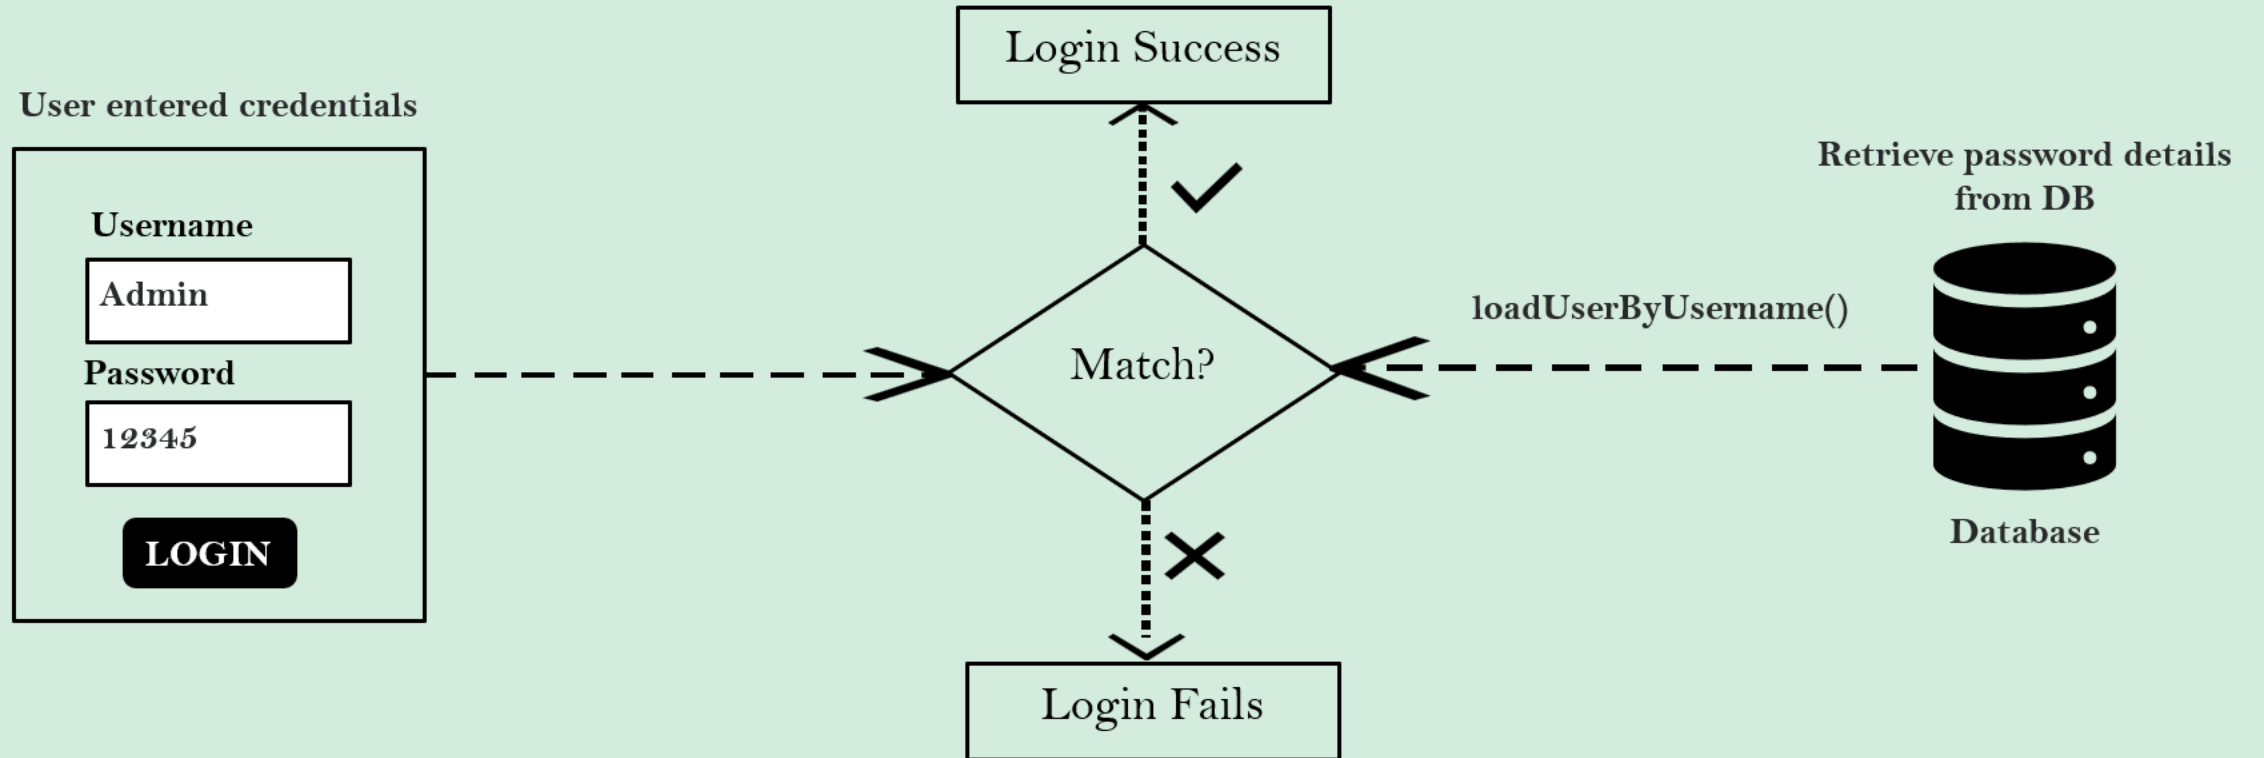 User entered credentials
Username
Admin
Password
12345
LOGIN
Login Success
Match?
Login Fails
loadUserByUsername()
Retrieve password details
from DB
Database